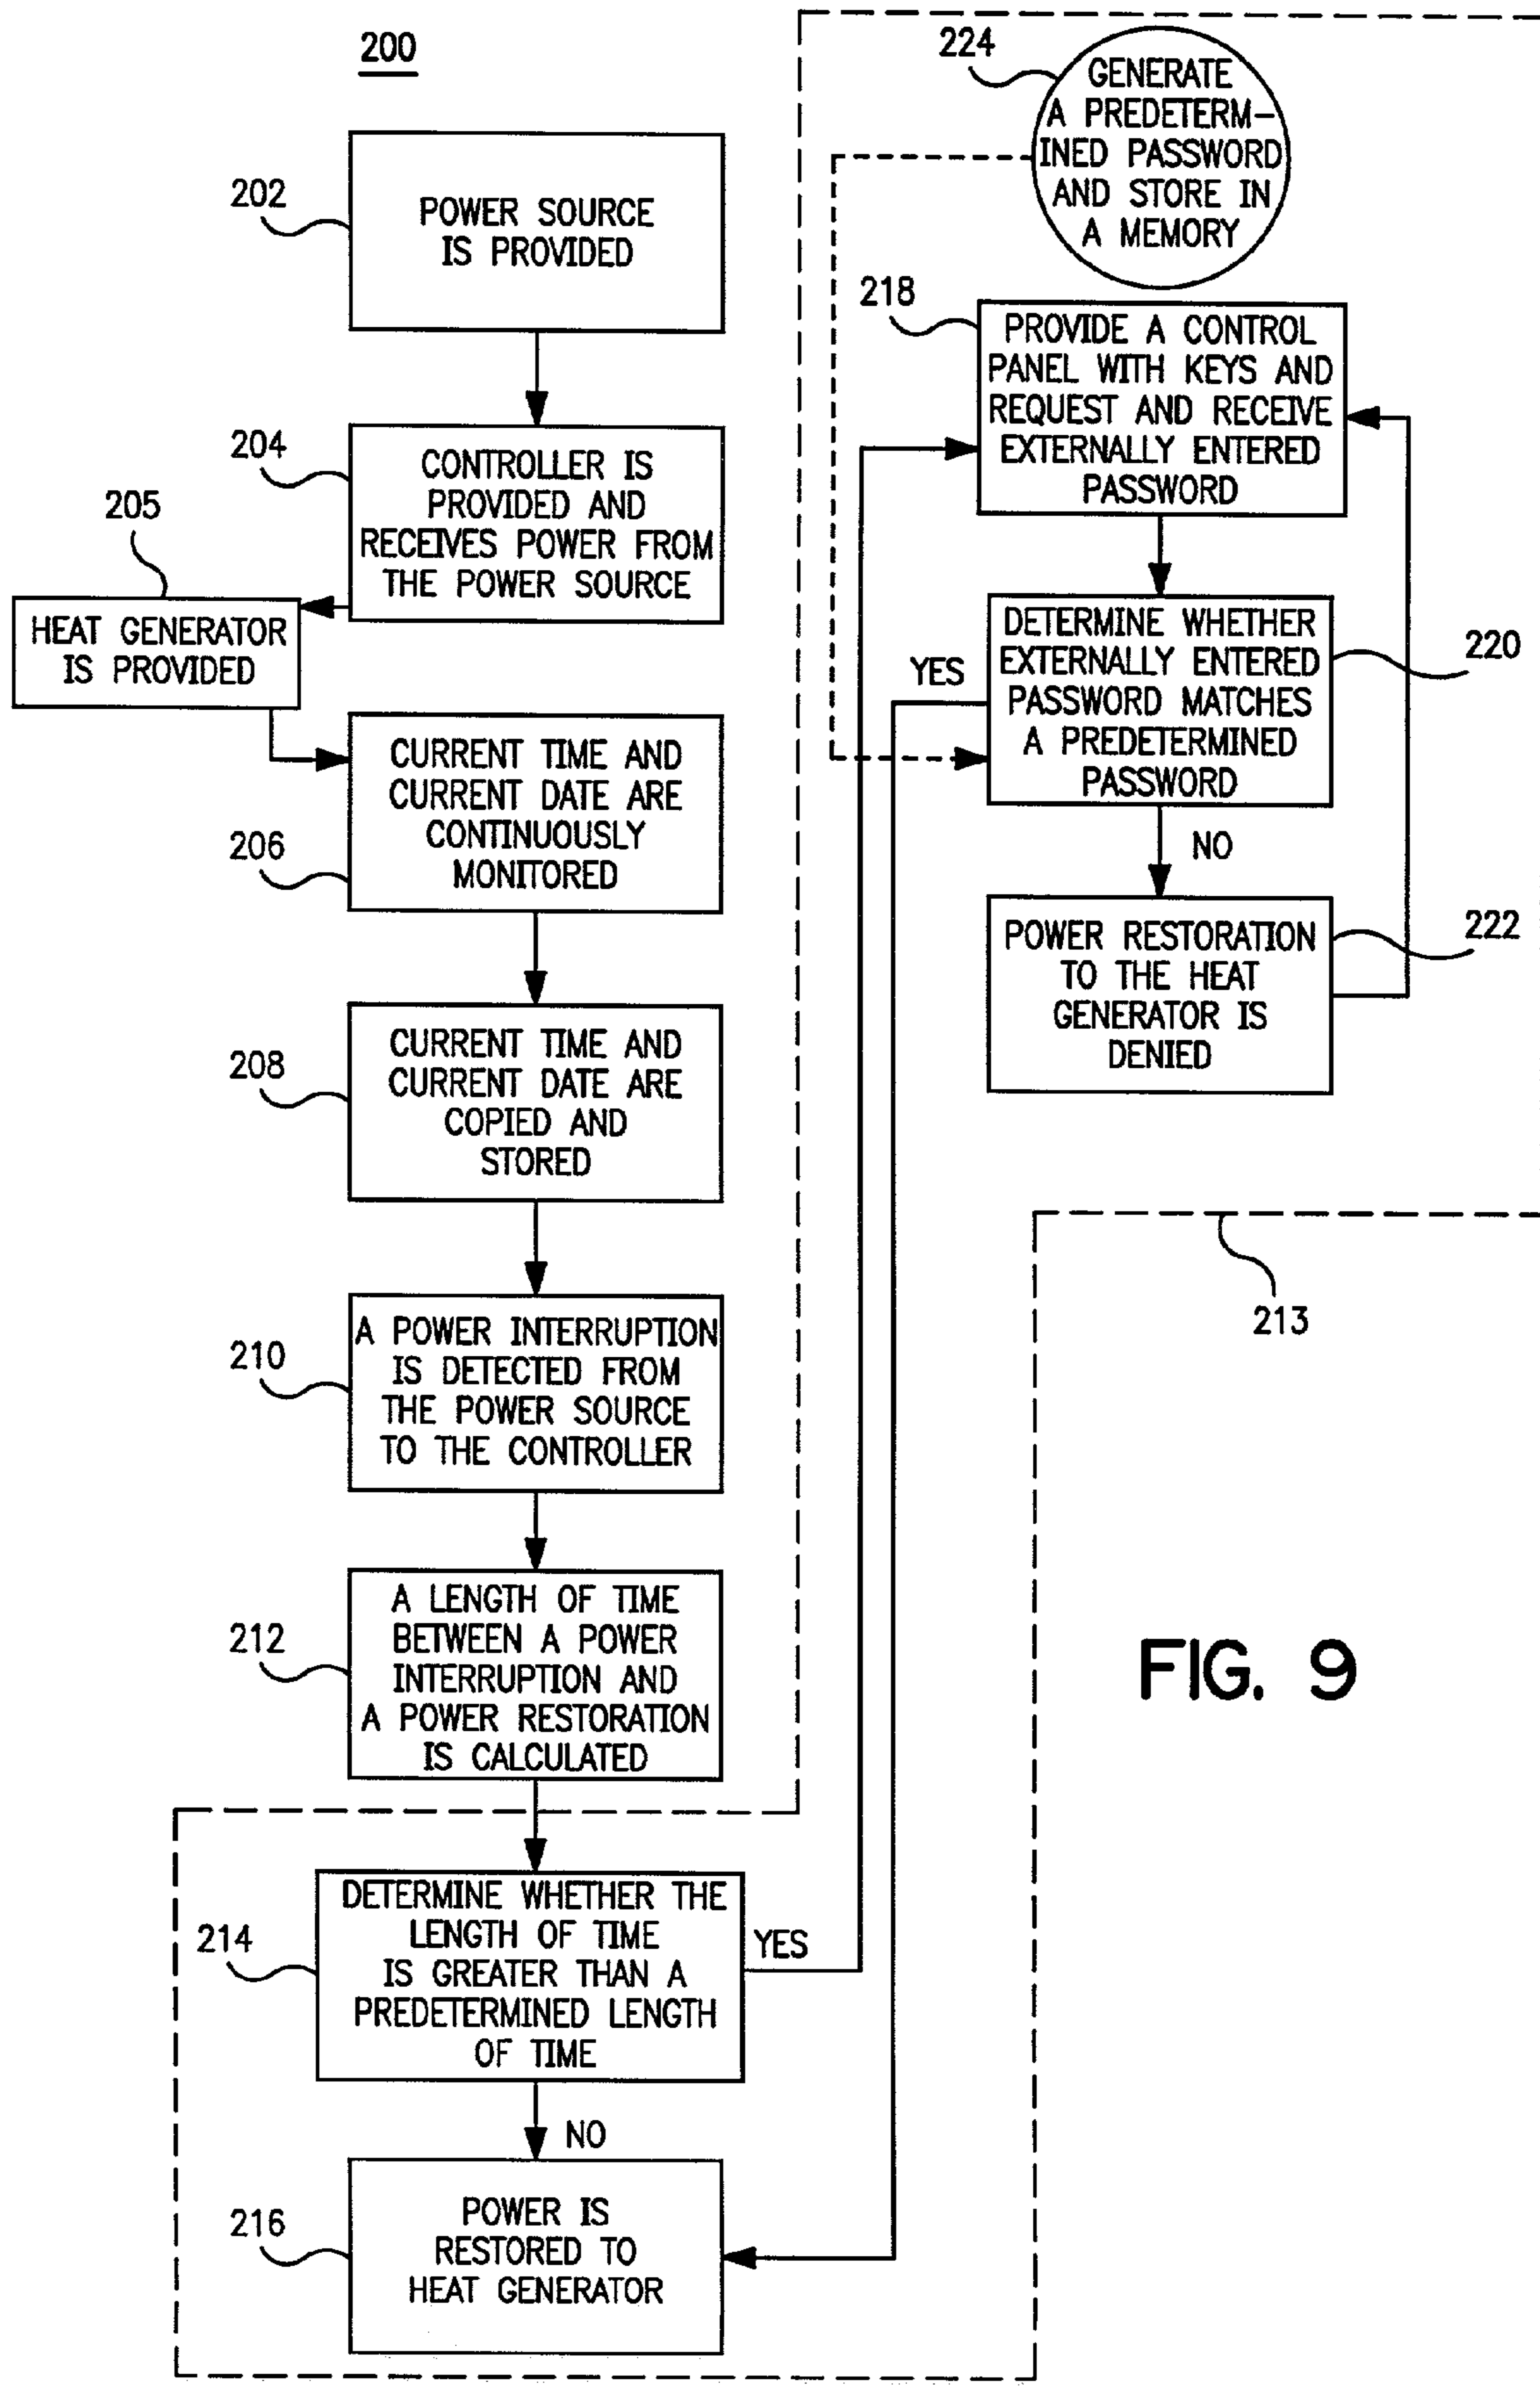 200
202
POWER SOURCE
IS PROVIDED
204
CONTROLLER IS
PROVIDED AND
RECEIVES POWER FROM
THE POWER SOURCE
205
HEAT GENERATOR
IS PROVIDED
206
CURRENT TIME AND
CURRENT DATE ARE
CONTINUOUSLY
MONITORED
208
CURRENT TIME AND
CURRENT DATE ARE
COPIED AND
STORED
210
A POWER INTERRUPTION
IS DETECTED FROM
THE POWER SOURCE
TO THE CONTROLLER
212
A LENGTH OF TIME
BETWEEN A POWER
INTERRUPTION AND
A POWER RESTORATION
IS CALCULATED
214
DETERMINE WHETHER THE
LENGTH OF TIME
IS GREATER THAN A
PREDETERMINED LENGTH
OF TIME
YES
NO
216
POWER IS
RESTORED TO
HEAT GENERATOR
224
GENERATE
A PREDETERM-
INED PASSWORD
AND STORE IN
A MEMORY
218
PROVIDE A CONTROL
PANEL WITH KEYS AND
REQUEST AND RECEIVE
EXTERNALLY ENTERED
PASSWORD
220
DETERMINE WHETHER
EXTERNALLY ENTERED
PASSWORD MATCHES
A PREDETERMINED
PASSWORD
YES
NO
222
POWER RESTORATION
TO THE HEAT
GENERATOR IS
DENIED
213
FIG. 9